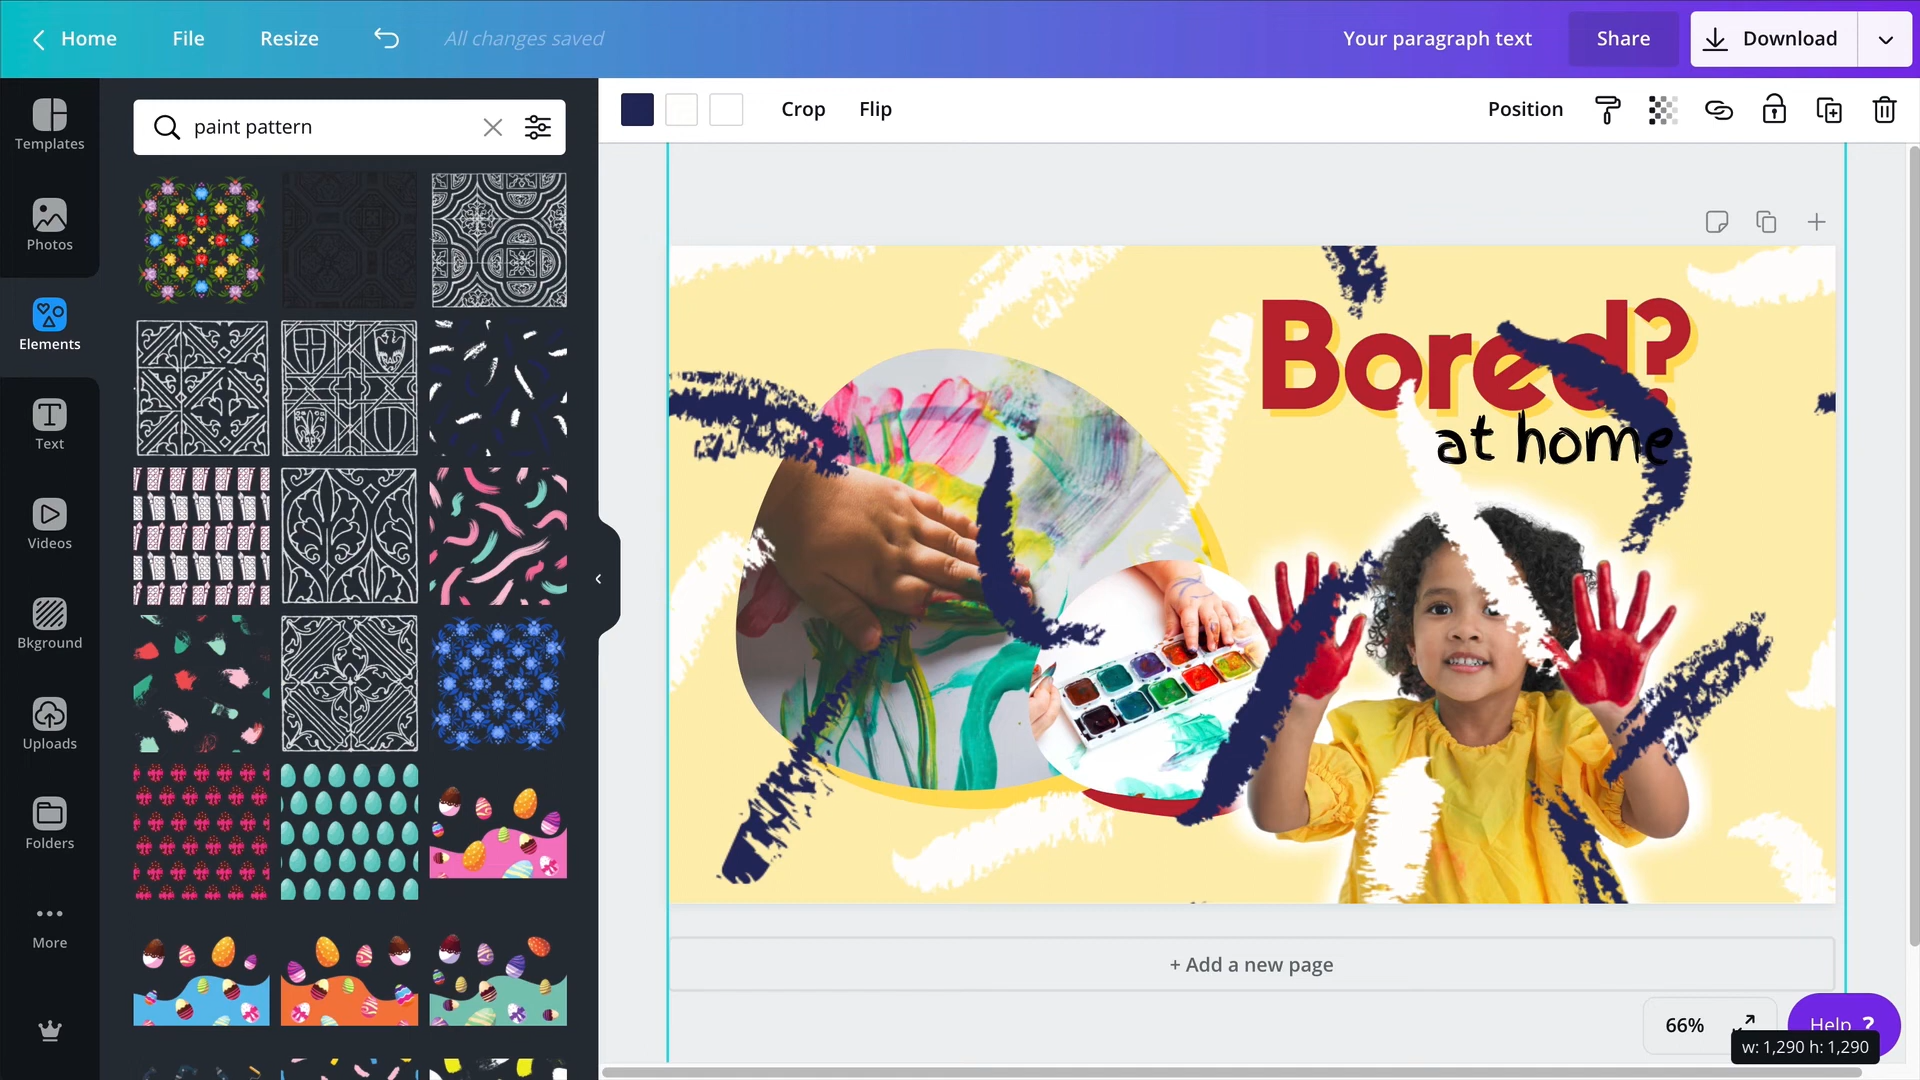 Home File Resize All changes saved Your paragraph text Share Download
paint pattern
Crop Flip Position
Templates
Photos
Elements
Text
Videos
Bkground
Uploads
Folders
More
Bored?
at home
+ Add a new page
66%
Help ?
w: 1,290 h: 1,290